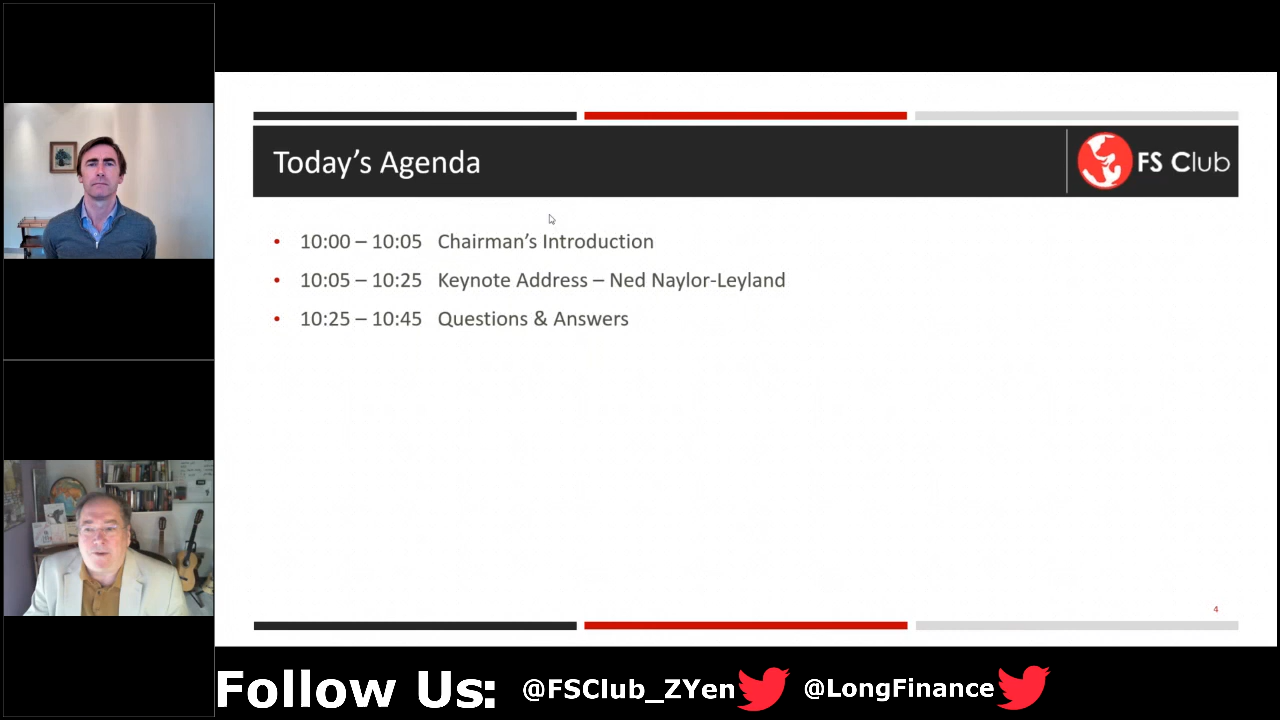 Today’s Agenda
FS Club
• 10:00 – 10:05 Chairman’s Introduction
• 10:05 – 10:25 Keynote Address – Ned Naylor-Leyland
• 10:25 – 10:45 Questions & Answers
4
Follow Us: @FSClub_ZYen @LongFinance